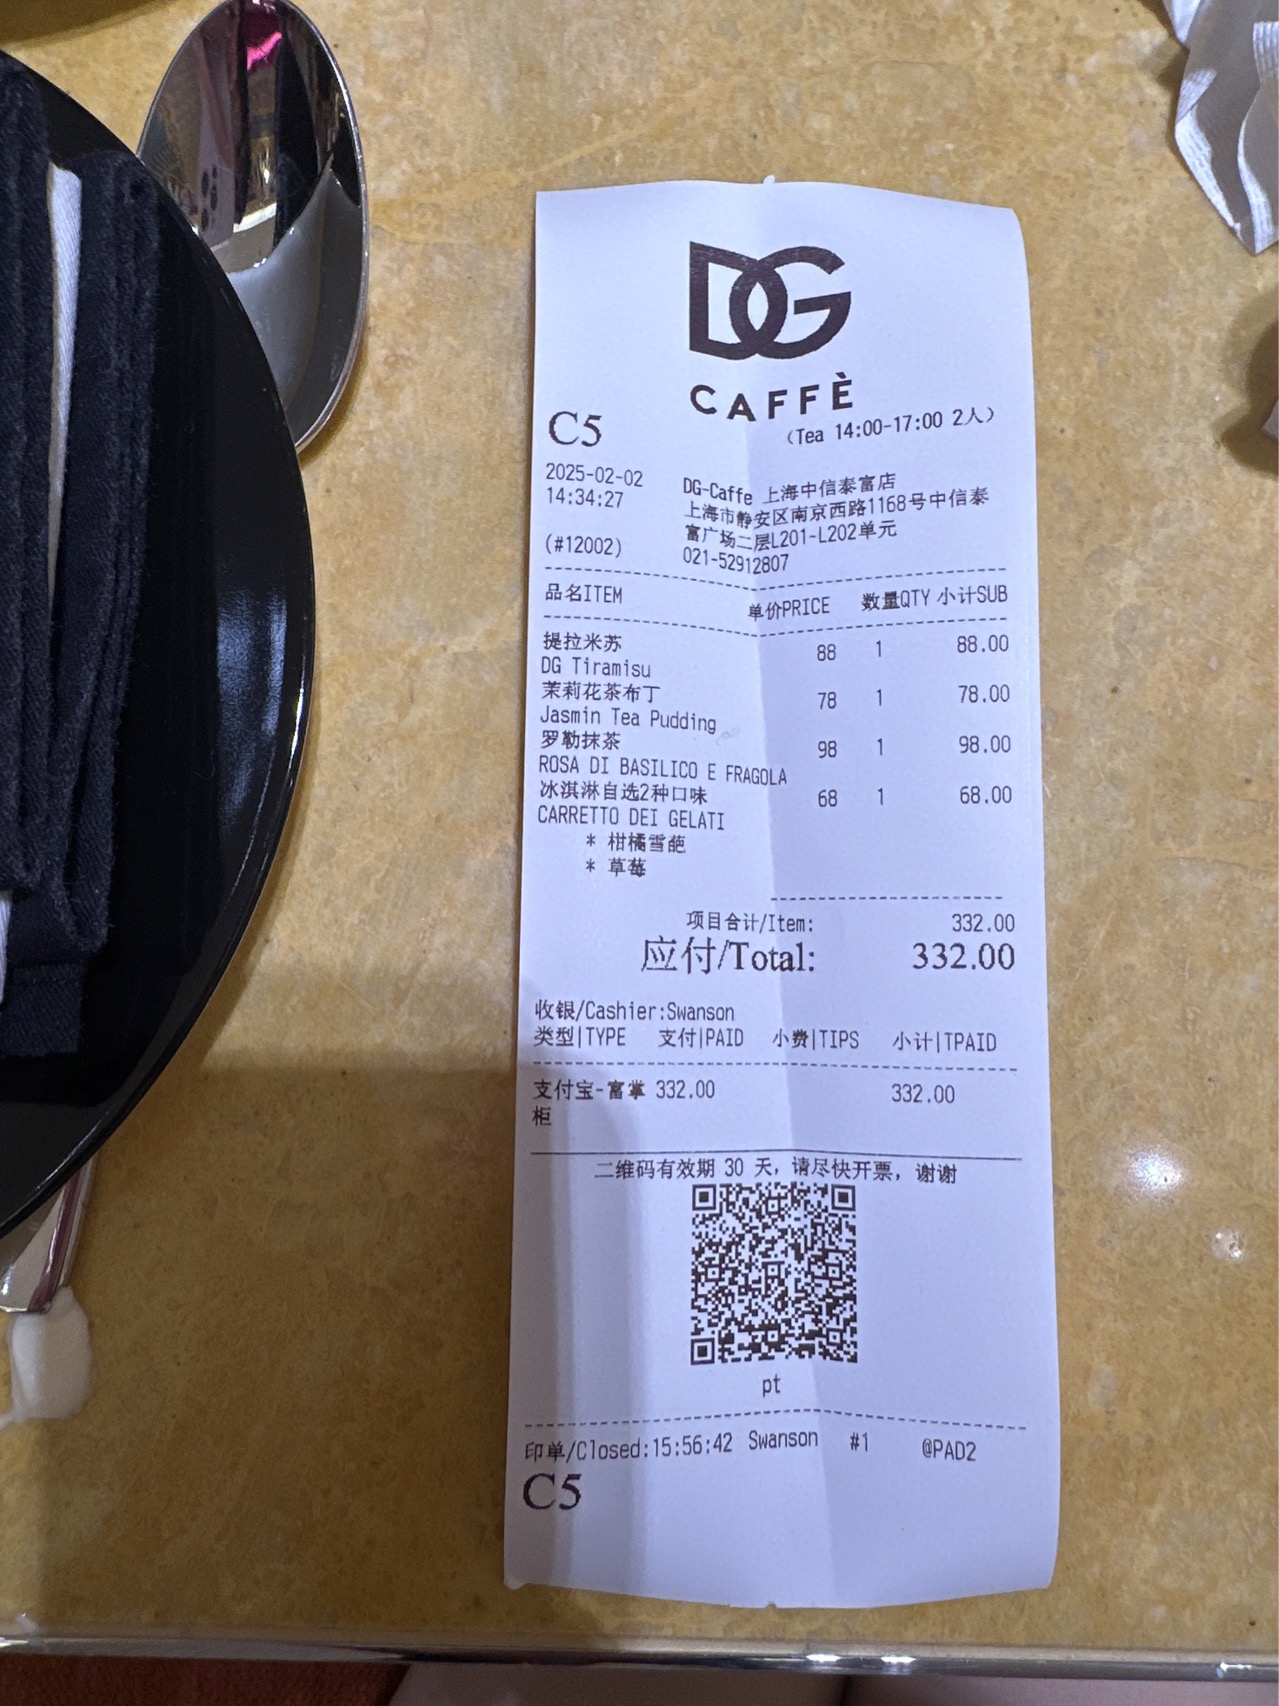 DG
CAFFÈ
C5
（Tea 14:00-17:00 2人）
2025-02-02
14:34:27
(#12002)
DG-Caffe 上海中信泰富店
上海市静安区南京西路1168号中信泰
富广场二层L201-L202单元
021-52912807
品名ITEM 单价PRICE 数量QTY 小计SUB
提拉米苏 88 1 88.00
DG Tiramisu
茉莉花茶布丁 78 1 78.00
Jasmin Tea Pudding
罗勒抹茶 98 1 98.00
ROSA DI BASILICO E FRAGOLA
冰淇淋自选2种口味 68 1 68.00
CARRETTO DEI GELATI
* 柑橘雪葩
* 草莓
项目合计/Item: 332.00
应付/Total: 332.00
收银/Cashier:Swanson
类型|TYPE 支付|PAID 小费|TIPS 小计|TPAID
支付宝-富掌 332.00 332.00
柜
二维码有效期 30 天，请尽快开票，谢谢
pt
印单/Closed:15:56:42 Swanson #1 @PAD2
C5